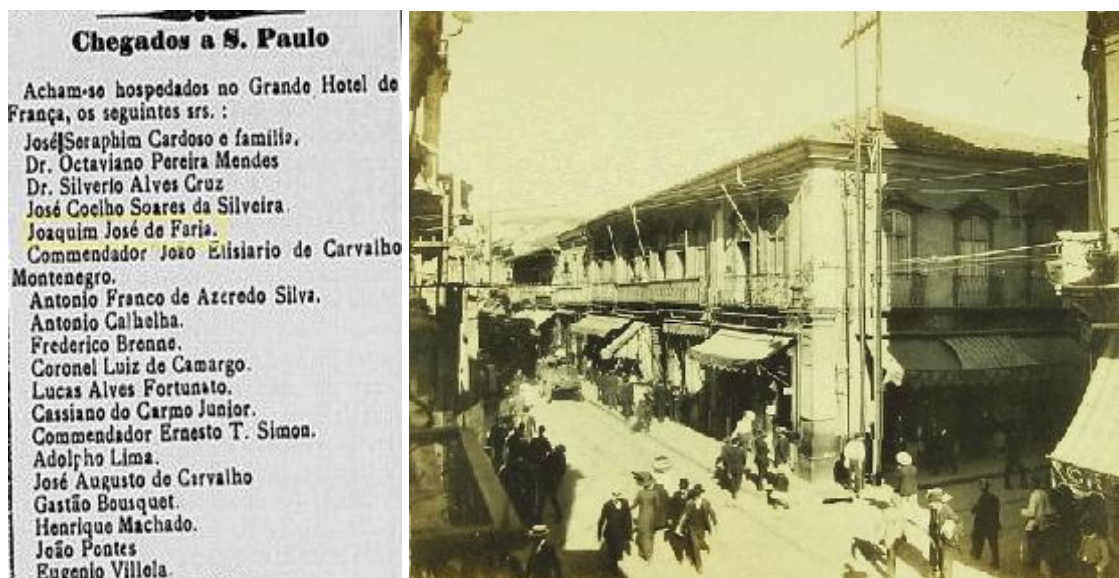 Chegados a S. Paulo
Acham-se hospedados no Grande Hotel de
França, os seguintes srs. :
José Seraphim Cardoso e familia.
Dr. Octaviano Pereira Mendes
Dr. Silverio Alves Cruz
José Coelho Soares da Silveira.
Joaquim José de Faria.
Commendador João Elisiario de Carvalho
Montenegro.
Antonio Franco de Azeredo Silva.
Antonio Calhelha.
Frederico Brenne.
Coronel Luiz de Camargo.
Lucas Alves Fortunato.
Cassiano do Carmo Junior.
Commendador Ernesto T. Simon.
Adolpho Lima.
José Augusto de Carvalho
Gastão Bousquet.
Henrique Machado.
João Pontes
Eugenio Villela.